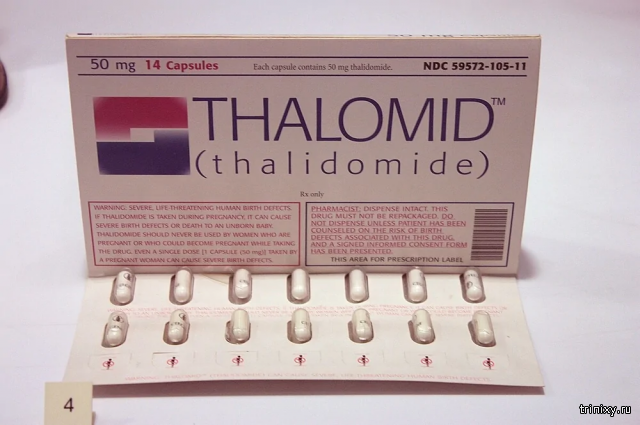 50 mg 14 Capsules
Each capsule contains 50 mg thalidomide.
NDC 59572-105-11
THALOMID™
(thalidomide)
Rx only
WARNING: SEVERE, LIFE-THREATENING HUMAN BIRTH DEFECTS.
IF THALIDOMIDE IS TAKEN DURING PREGNANCY, IT CAN CAUSE
SEVERE BIRTH DEFECTS OR DEATH TO AN UNBORN BABY.
THALIDOMIDE SHOULD NEVER BE USED BY WOMEN WHO ARE
PREGNANT OR WHO COULD BECOME PREGNANT WHILE TAKING
THE DRUG. EVEN A SINGLE DOSE [1 CAPSULE (50 mg)] TAKEN BY
A PREGNANT WOMAN CAN CAUSE SEVERE BIRTH DEFECTS.
PHARMACIST: DISPENSE INTACT. THIS
DRUG MUST NOT BE REPACKAGED. DO
NOT DISPENSE UNLESS PATIENT HAS BEEN
COUNSELED ON THE RISK OF BIRTH
DEFECTS ASSOCIATED WITH THIS DRUG,
AND A SIGNED INFORMED CONSENT FORM
HAS BEEN PRESENTED.
THIS AREA FOR PRESCRIPTION LABEL
4
trinixy.ru